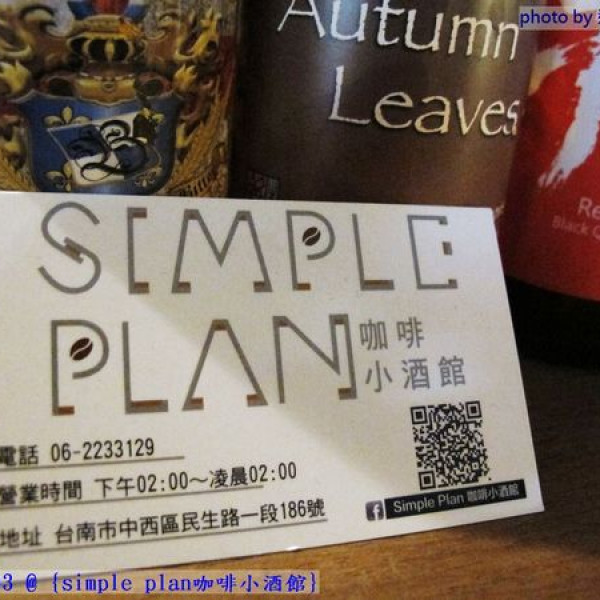 photo by
Autumn
Leaves
B
Re
Black Q
SIMPLE
PLAN
咖啡
小酒館
電話 06-2233129
營業時間 下午02:00～凌晨02:00
地址 台南市中西區民生路一段186號
f Simple Plan 咖啡小酒館
3 @ {simple plan咖啡小酒館}